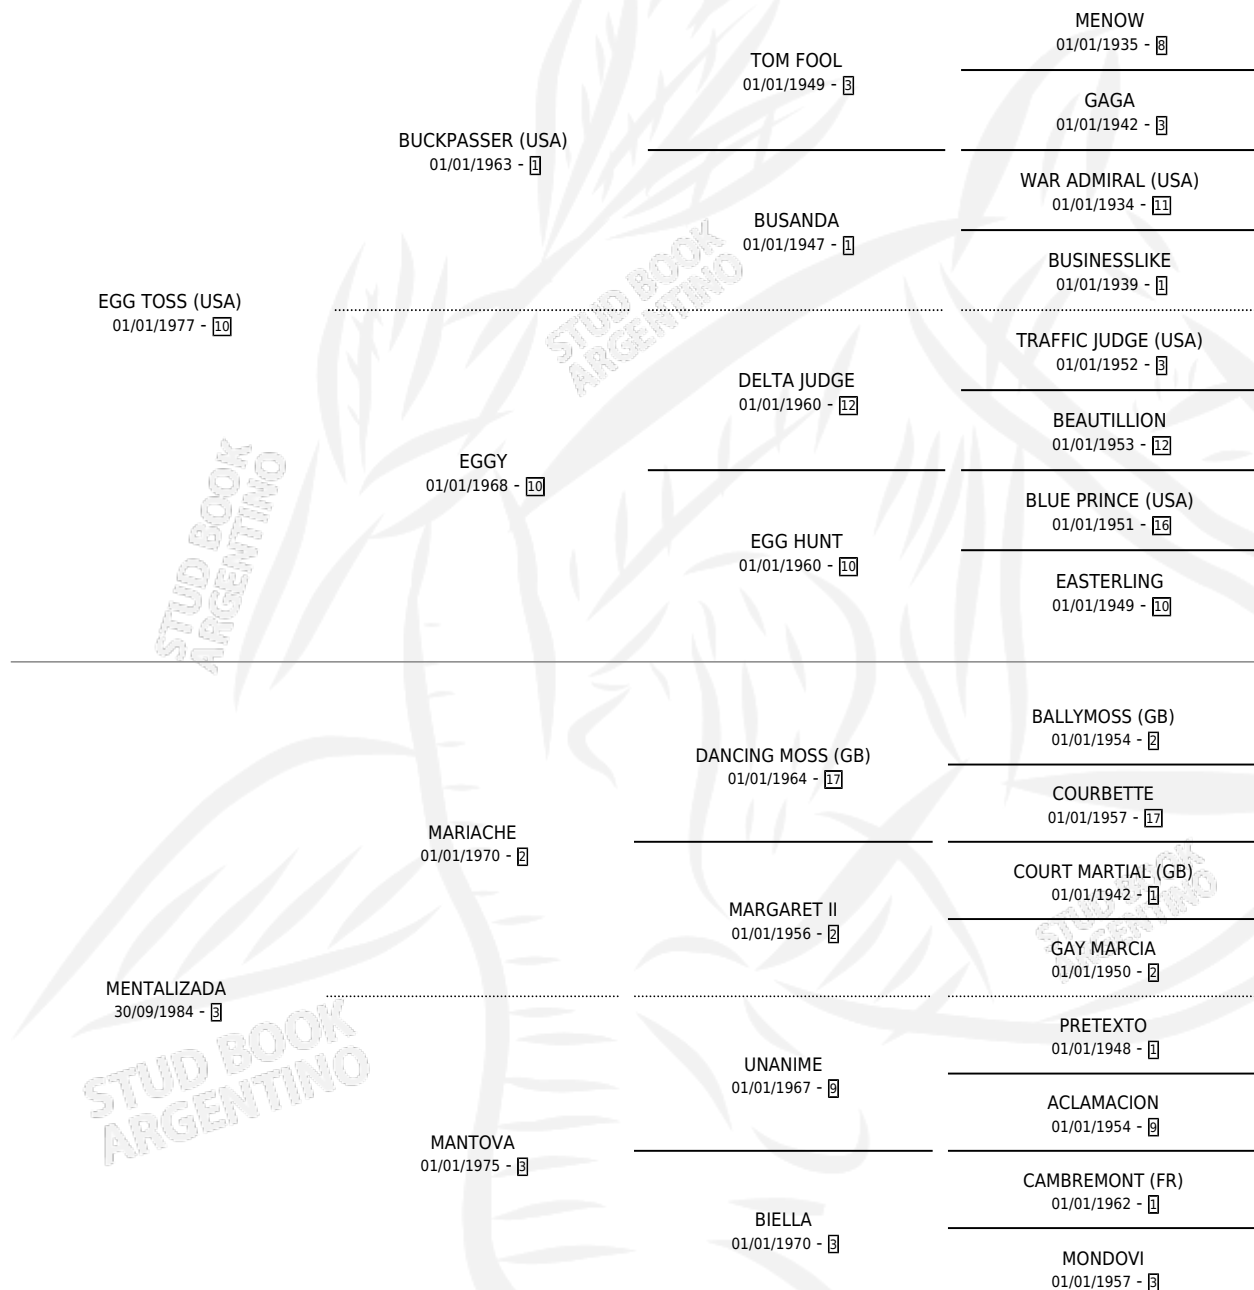 MENOW
01/01/1935 - 8
TOM FOOL
01/01/1949 - 3
GAGA
01/01/1942 - 3
BUCKPASSER (USA)
01/01/1963 - 1
WAR ADMIRAL (USA)
01/01/1934 - 11
BUSANDA
01/01/1947 - 1
BUSINESSLIKE
01/01/1939 - 1
EGG TOSS (USA)
01/01/1977 - 10
TRAFFIC JUDGE (USA)
01/01/1952 - 3
DELTA JUDGE
01/01/1960 - 12
BEAUTILLION
01/01/1953 - 12
EGGY
01/01/1968 - 10
BLUE PRINCE (USA)
01/01/1951 - 16
EGG HUNT
01/01/1960 - 10
EASTERLING
01/01/1949 - 10
BALLYMOSS (GB)
01/01/1954 - 2
DANCING MOSS (GB)
01/01/1964 - 17
COURBETTE
01/01/1957 - 17
MARIACHE
01/01/1970 - 2
COURT MARTIAL (GB)
01/01/1942 - 1
MARGARET II
01/01/1956 - 2
GAY MARCIA
01/01/1950 - 2
MENTALIZADA
30/09/1984 - 3
PRETEXTO
01/01/1948 - 1
UNANIME
01/01/1967 - 9
ACLAMACION
01/01/1954 - 9
MANTOVA
01/01/1975 - 3
CAMBREMONT (FR)
01/01/1962 - 1
BIELLA
01/01/1970 - 3
MONDOVI
01/01/1957 - 3
STUD BOOK
ARGENTINO
STUD BOOK
ARGENTINO
STUD BOOK
ARGENTINO
STUD BOOK
ARGENTINO